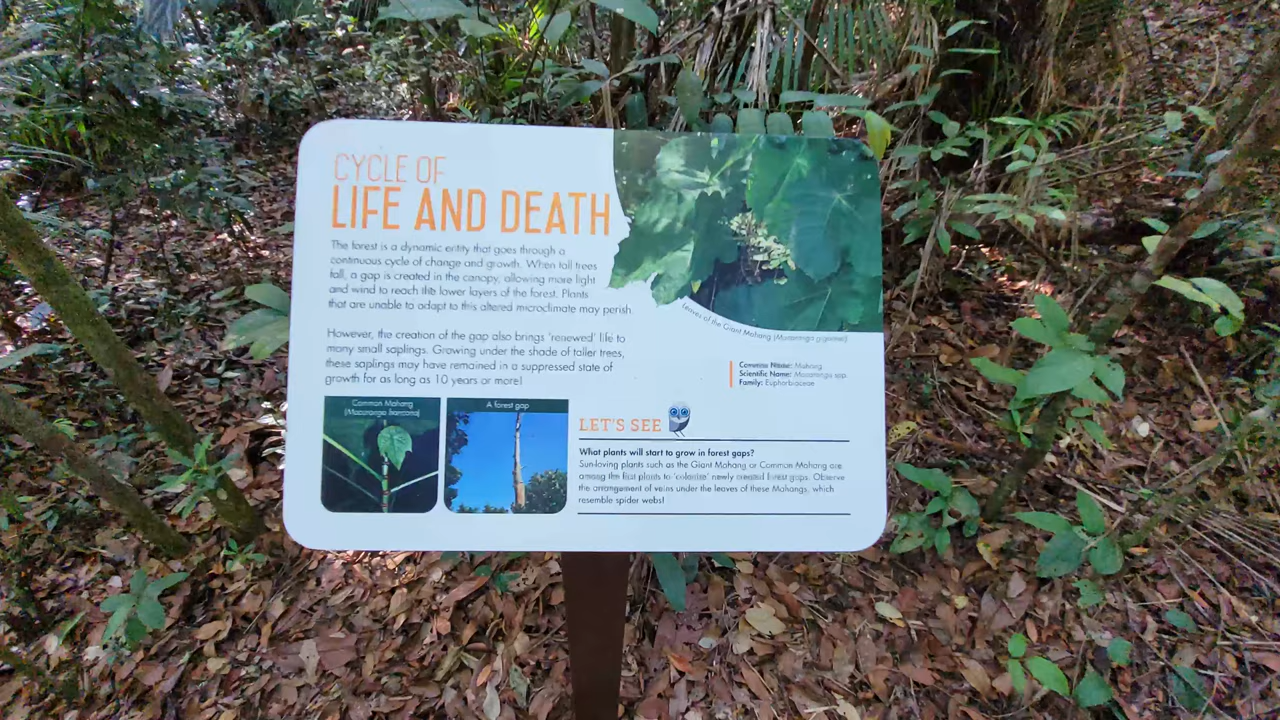 CYCLE OF
LIFE AND DEATH
The forest is a dynamic entity that goes through a
continuous cycle of change and growth. When tall trees
fall, a gap is created in the canopy, allowing more light
and wind to reach the lower layers of the forest. Plants
that are unable to adapt to this altered microclimate may perish.
However, the creation of the gap also brings 'renewed' life to
many small saplings. Growing under the shade of taller trees,
these saplings may have remained in a suppressed state of
growth for as long as 10 years or more!
Leaves of the Giant Mahang (Macaranga gigantea)
Common Name: Mahang
Scientific Name: Macaranga spp.
Family: Euphorbiaceae
Common Mahang
(Macaranga bancana)
A forest gap
LET'S SEE
What plants will start to grow in forest gaps?
Sun-loving plants such as the Giant Mahang or Common Mahang are
among the first plants to 'colonise' newly created forest gaps. Observe
the arrangement of veins under the leaves of these Mahangs, which
resemble spider webs!